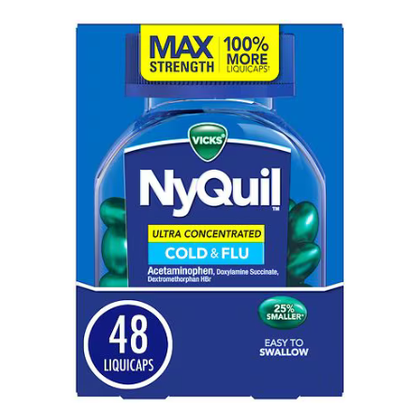 MAX
STRENGTH
100%
MORE
LIQUICAPS†
VICKS®
NyQuil™
ULTRA CONCENTRATED
COLD & FLU
Acetaminophen, Doxylamine Succinate,
Dextromethorphan HBr
48
LIQUICAPS
25%
SMALLER*
EASY TO
SWALLOW